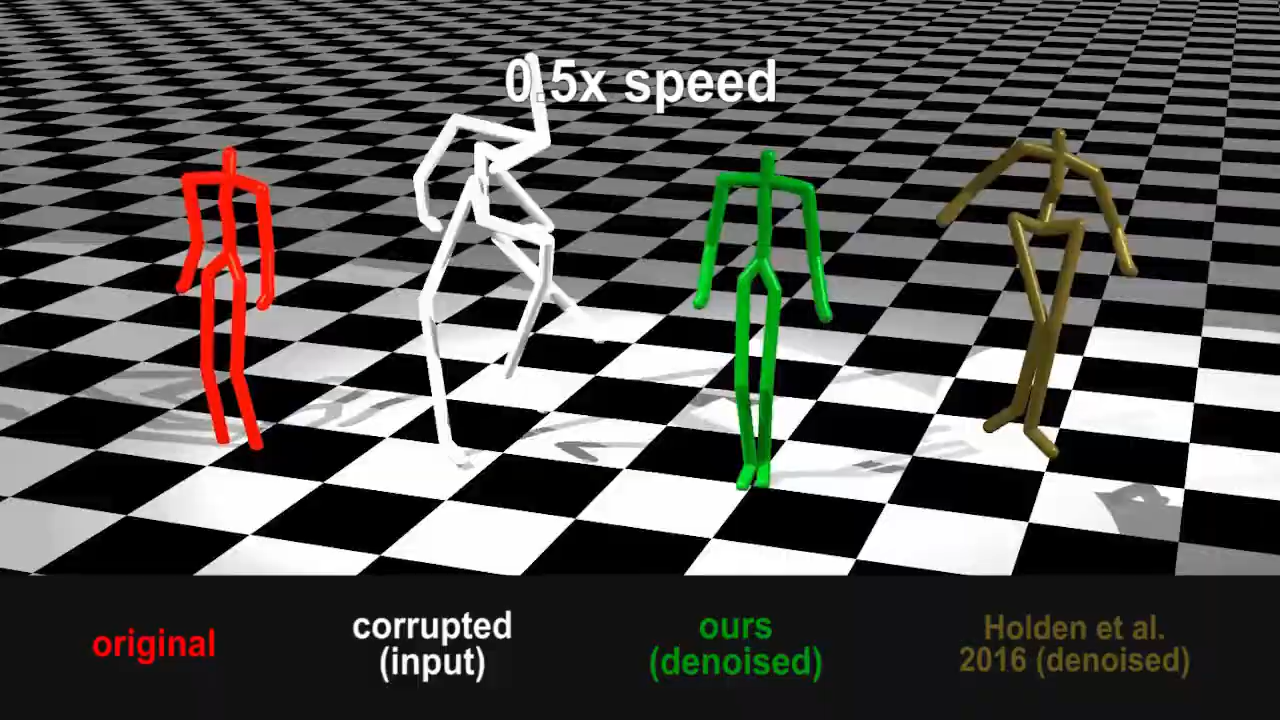 0.5x speed
original
corrupted
(input)
ours
(denoised)
Holden et al.
2016 (denoised)